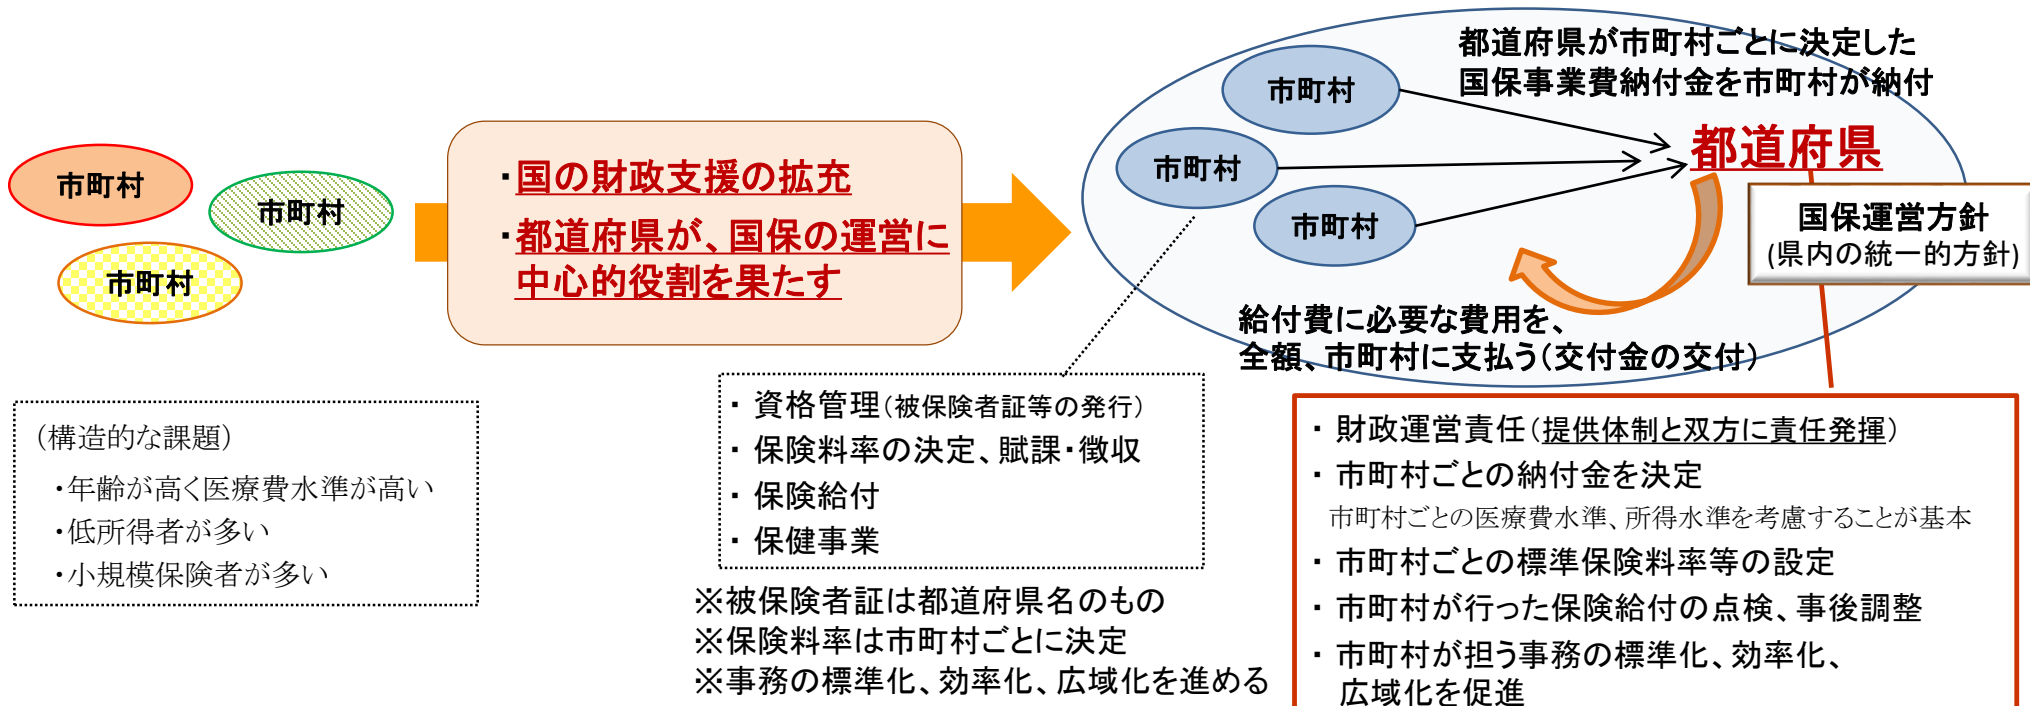 市町村
市町村
市町村
(構造的な課題)
・年齢が高く医療費水準が高い
・低所得者が多い
・小規模保険者が多い
・国の財政支援の拡充
・都道府県が、国保の運営に
中心的役割を果たす
都道府県が市町村ごとに決定した
国保事業費納付金を市町村が納付
市町村
市町村
市町村
都道府県
国保運営方針
(県内の統一的方針)
給付費に必要な費用を、
全額、市町村に支払う(交付金の交付)
・ 資格管理(被保険者証等の発行)
・ 保険料率の決定、賦課・徴収
・ 保険給付
・ 保健事業
※被保険者証は都道府県名のもの
※保険料率は市町村ごとに決定
※事務の標準化、効率化、広域化を進める
・ 財政運営責任(提供体制と双方に責任発揮)
・ 市町村ごとの納付金を決定
市町村ごとの医療費水準、所得水準を考慮することが基本
・ 市町村ごとの標準保険料率等の設定
・ 市町村が行った保険給付の点検、事後調整
・ 市町村が担う事務の標準化、効率化、
広域化を促進